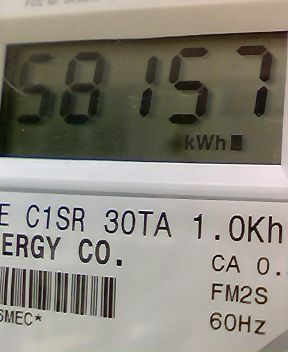 58157
kWh
E C1SR 30TA 1.0Kh
ERGY CO.
CA 0.
FM2S
SMEC*
60Hz